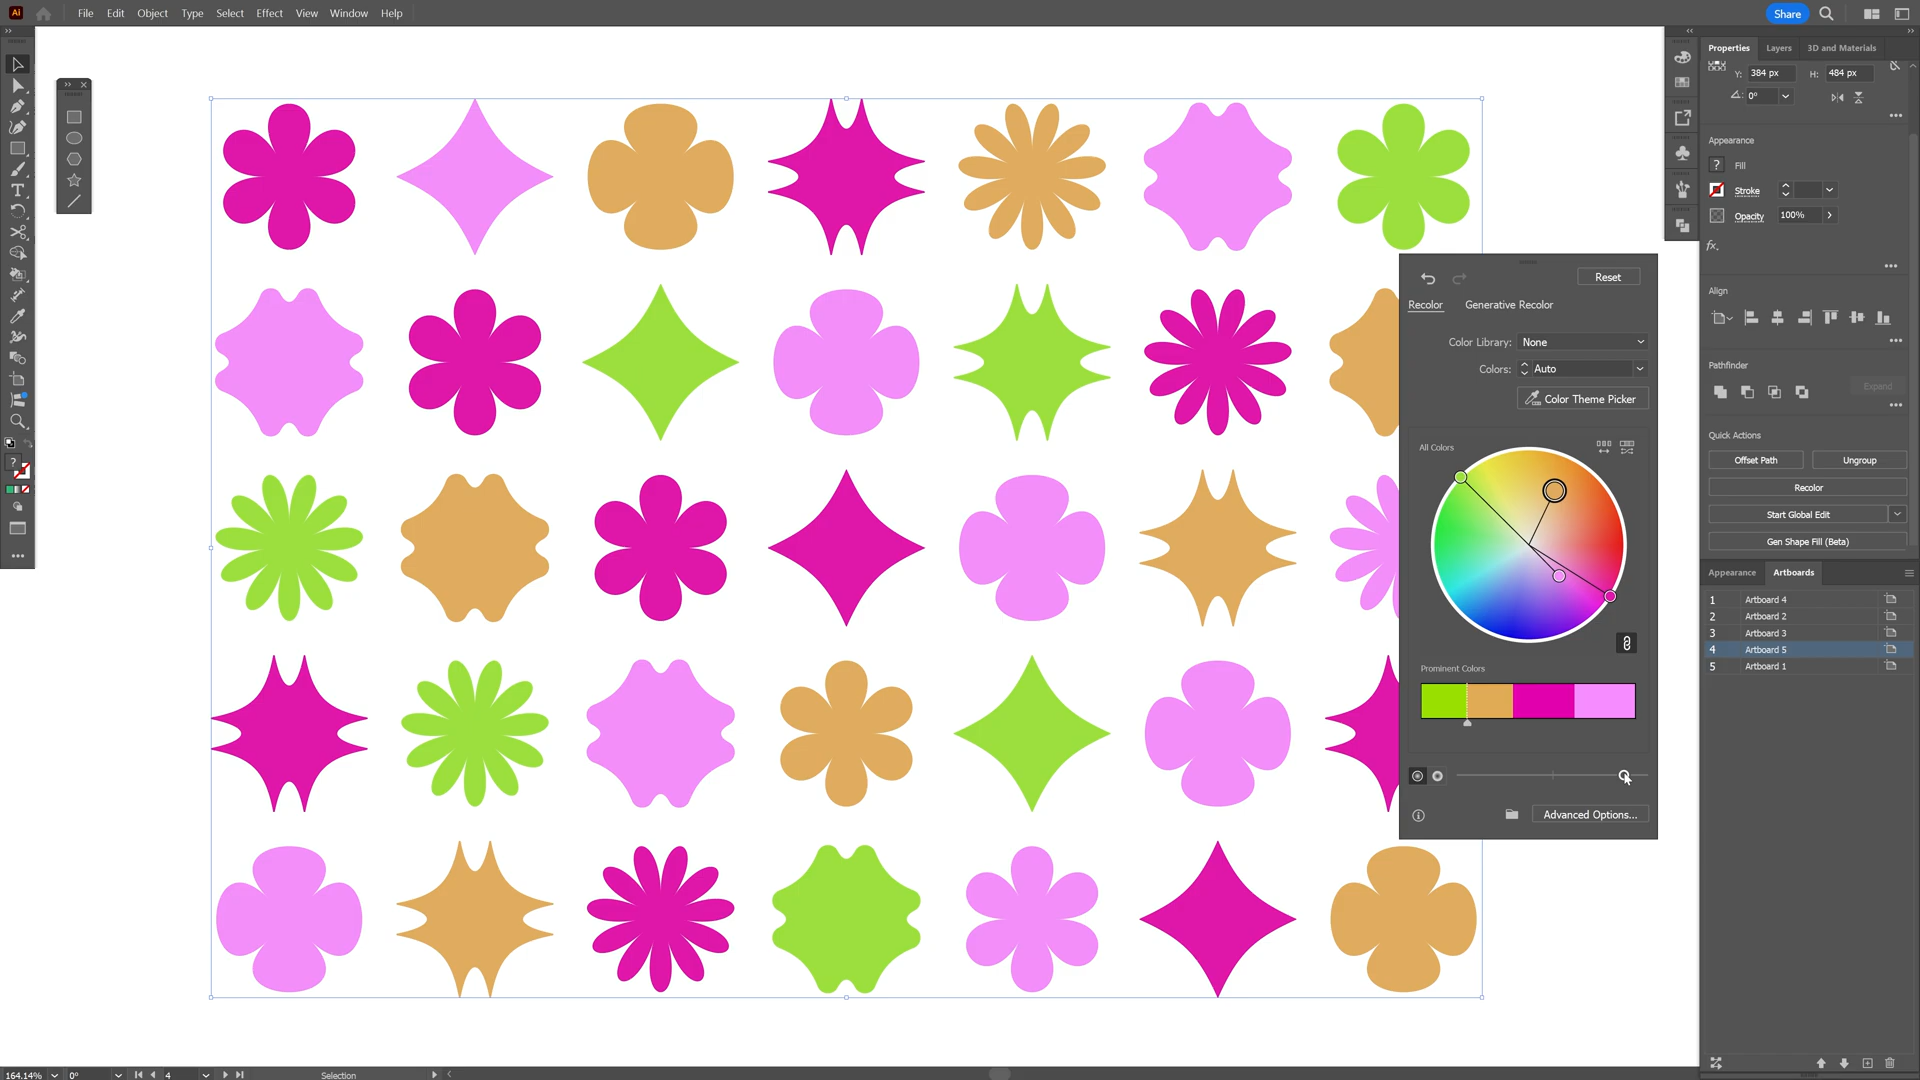 Ai File Edit Object Type Select Effect View Window Help Share
Properties Layers 3D and Materials
Y: 384 px H: 484 px
0°
Appearance
? Fill
Stroke
Opacity 100%
fx.
Align
Pathfinder
Expand
Quick Actions
Offset Path Ungroup
Recolor
Start Global Edit
Gen Shape Fill (Beta)
Appearance Artboards
1 Artboard 4
2 Artboard 2
3 Artboard 3
4 Artboard 5
5 Artboard 1
Reset
Recolor Generative Recolor
Color Library: None
Colors: Auto
Color Theme Picker
All Colors
Prominent Colors
Advanced Options...
T
?
164.14% 0° 4 Selection